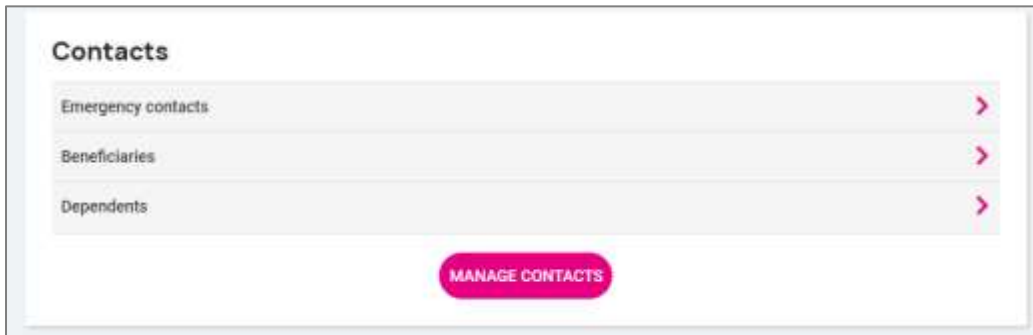 Contacts
Emergency contacts
Beneficiaries
Dependents
MANAGE CONTACTS